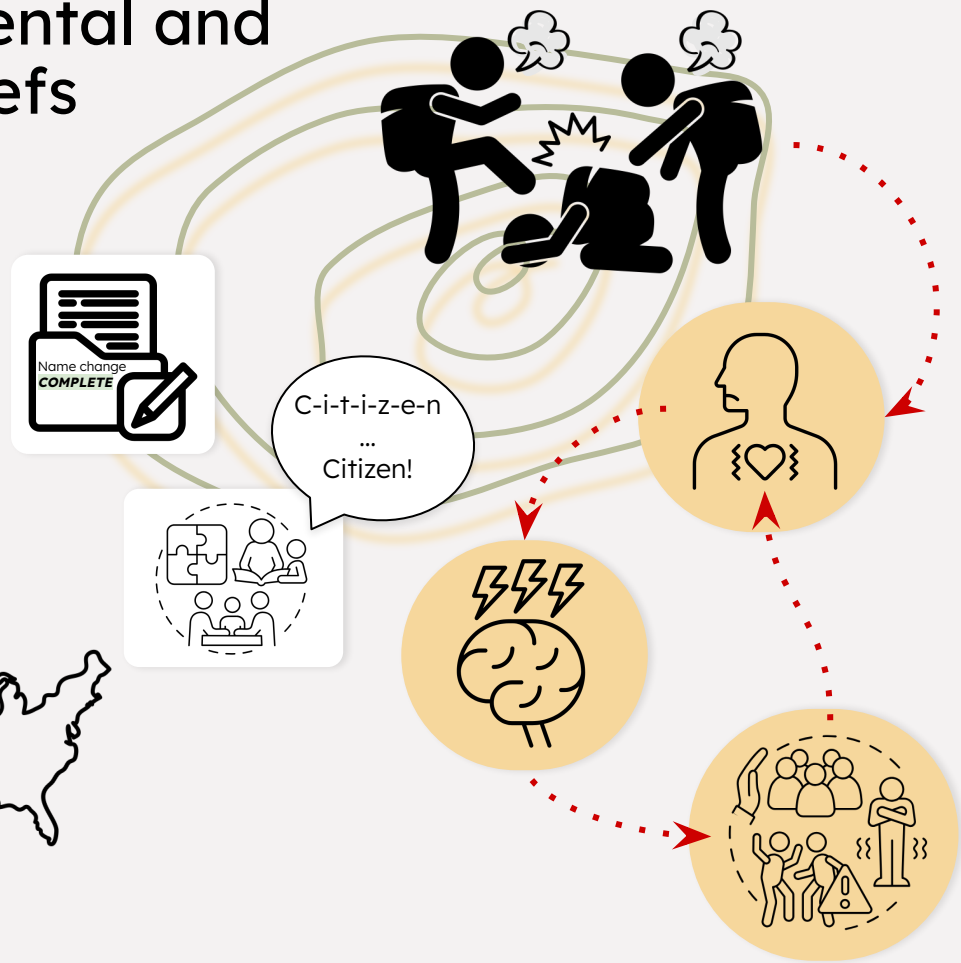 ental and
efs
Name change
COMPLETE
C-i-t-i-z-e-n
...
Citizen!